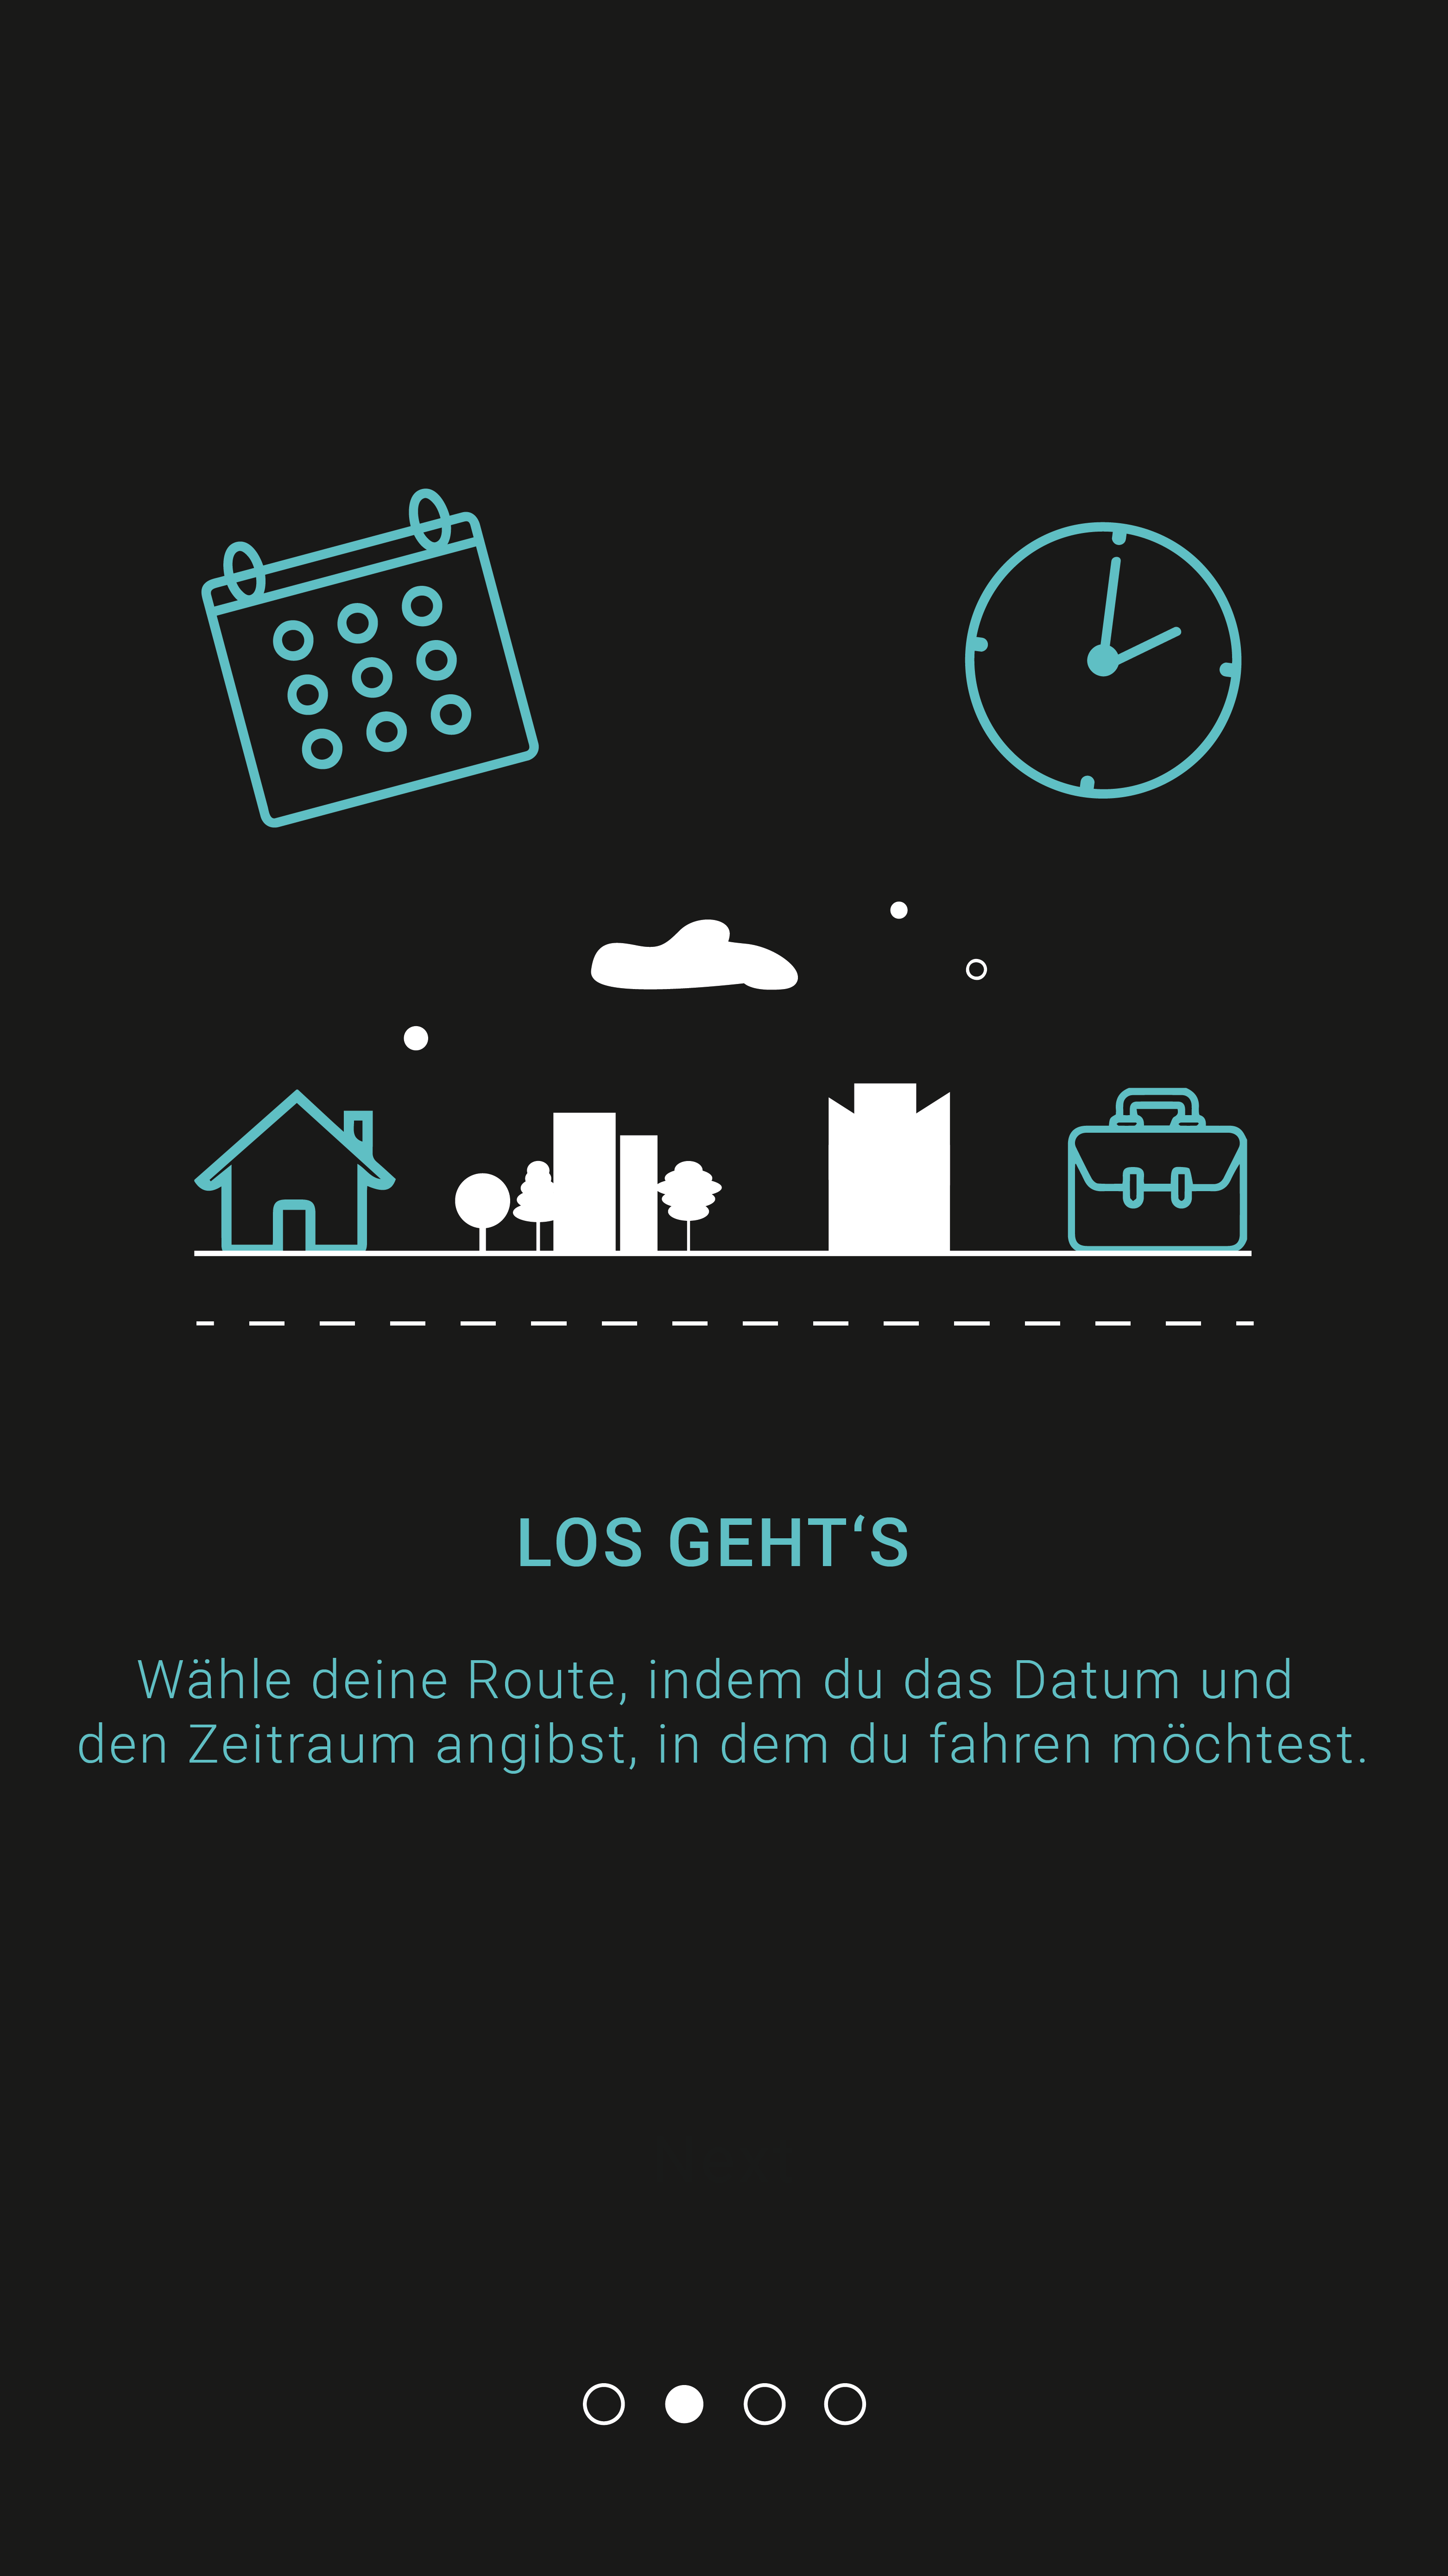 LOS GEHT‘S
Wähle deine Route, indem du das Datum und
den Zeitraum angibst, in dem du fahren möchtest.